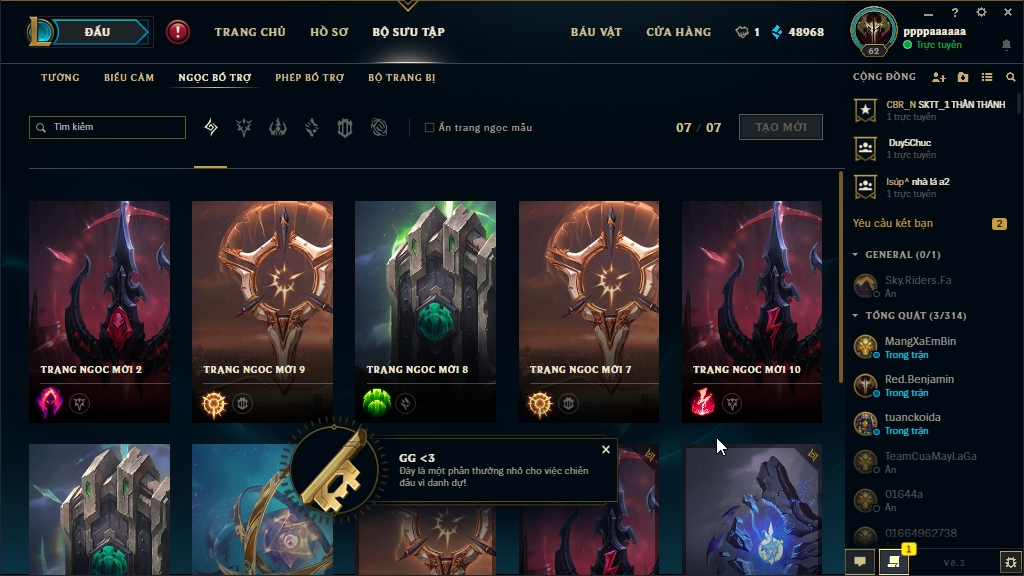 ĐẤU
TRANG CHỦ
HỒ SƠ
BỘ SƯU TẬP
BÁU VẬT
CỬA HÀNG
1
48968
62
ppppaaaaaa
Trực tuyến
TƯỚNG
BIỂU CẢM
NGỌC BỔ TRỢ
PHÉP BỔ TRỢ
BỘ TRANG BỊ
Tìm kiếm
Ẩn trang ngọc mẫu
07 / 07
TẠO MỚI
TRANG NGỌC MỚI 2
TRANG NGỌC MỚI 9
TRANG NGỌC MỚI 8
TRANG NGỌC MỚI 7
TRANG NGỌC MỚI 10
GG <3
Đây là một phần thưởng nhỏ cho việc chiến
đấu vì danh dự!
CỘNG ĐỒNG
CBR_N SKTT_1 THẦN THÁNH
1 trực tuyến
Duy5Chuc
1 trực tuyến
Isúp^ nhà lá a2
1 trực tuyến
Yêu cầu kết bạn
2
GENERAL (0/1)
Sky.Riders.Fa
Ẩn
TỔNG QUÁT (3/314)
MangXaEmBin
Trong trận
Red.Benjamin
Trong trận
tuanckoida
Trong trận
TeamCuaMayLaGa
Ẩn
01644a
Ẩn
01664962738
1
V8.3